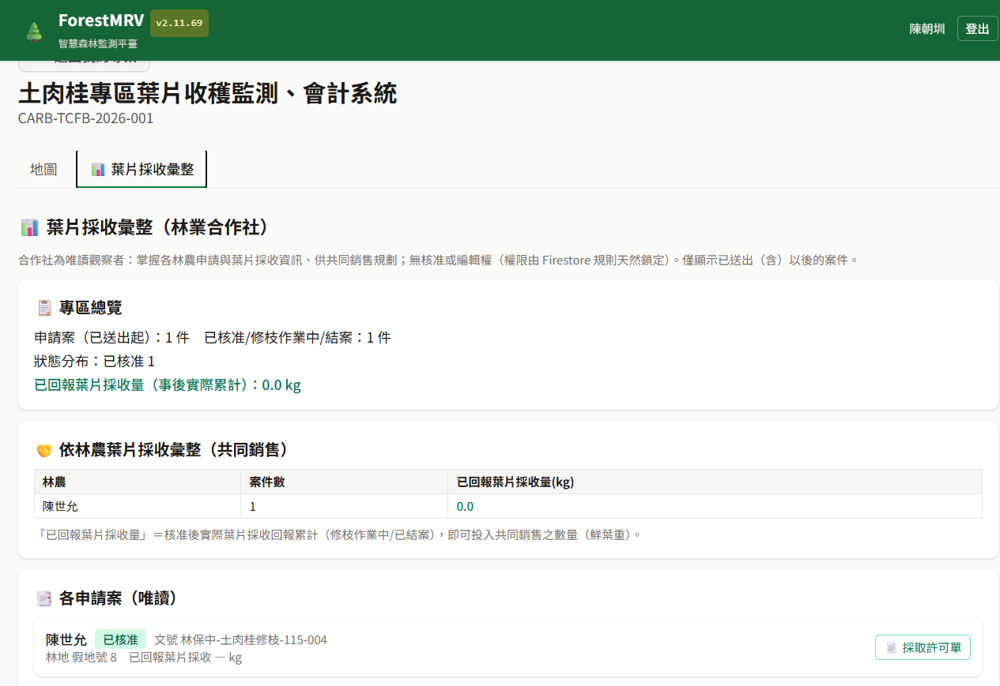 ForestMRV v2.11.69
智慧森林監測平臺
陳朝圳 登出
土肉桂專區葉片收穫監測、會計系統
CARB-TCFB-2026-001
地圖 葉片採收彙整
葉片採收彙整（林業合作社）
合作社為唯讀觀察者：掌握各林農申請與葉片採收資訊、供共同銷售規劃；無核准或編輯權（權限由 Firestore 規則天然鎖定）。僅顯示已送出（含）以後的案件。
專區總覽
申請案（已送出起）：1 件 已核准/修枝作業中/結案：1 件
狀態分布：已核准 1
已回報葉片採收量（事後實際累計）：0.0 kg
依林農葉片採收彙整（共同銷售）
林農 案件數 已回報葉片採收量(kg)
陳世允 1 0.0
「已回報葉片採收量」＝核准後實際葉片採收回報累計（修枝作業中/已結案），即可投入共同銷售之數量（鮮葉重）。
各申請案（唯讀）
陳世允 已核准 文號 林保中-土肉桂修枝-115-004
林地 假地號 8 已回報葉片採收 — kg
採取許可單